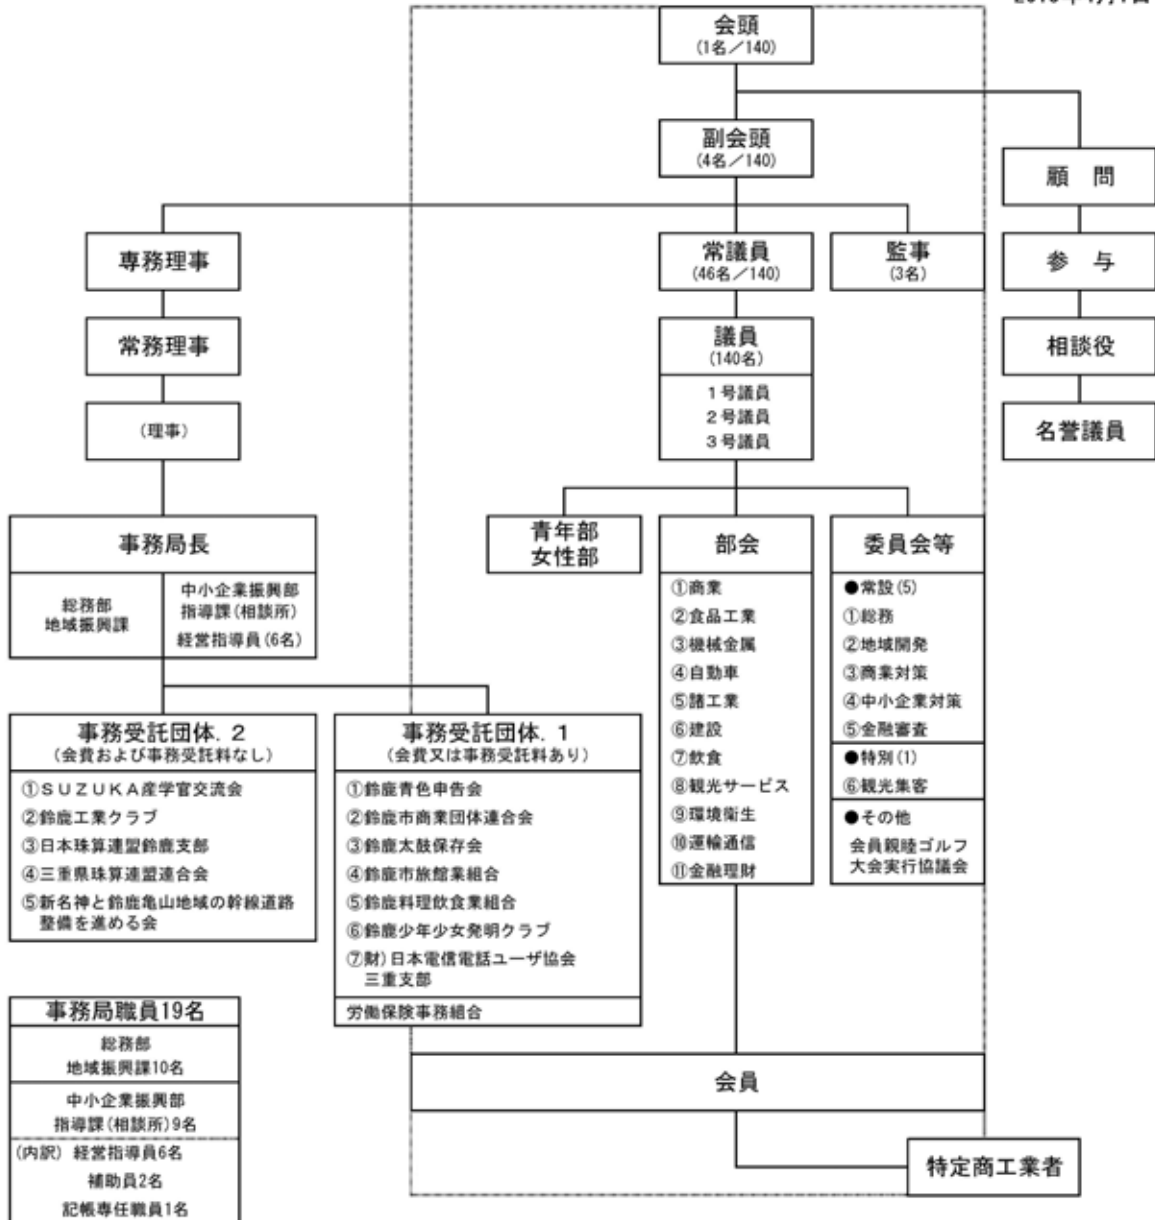 会頭
(1名／140)
副会頭
(4名／140)
顧　問
専務理事
常議員
(46名／140)
監事
(3名)
参　与
常務理事
議員
(140名)
1号議員
2号議員
3号議員
相談役
(理事)
名誉議員
事務局長
総務部
地域振興課
中小企業振興部
指導課(相談所)
経営指導員(6名)
青年部
女性部
部会
①商業
②食品工業
③機械金属
④自動車
⑤諸工業
⑥建設
⑦飲食
⑧観光サービス
⑨環境衛生
⑩運輸通信
⑪金融理財
委員会等
●常設(5)
①総務
②地域開発
③商業対策
④中小企業対策
⑤金融審査
●特別(1)
⑥観光集客
●その他
会員親睦ゴルフ
大会実行協議会
事務受託団体．2
(会費および事務受託料なし)
①ＳＵＺＵＫＡ産学官交流会
②鈴鹿工業クラブ
③日本珠算連盟鈴鹿支部
④三重県珠算連盟連合会
⑤新名神と鈴鹿亀山地域の幹線道路
整備を進める会
事務受託団体．1
(会費又は事務受託料あり)
①鈴鹿青色申告会
②鈴鹿市商業団体連合会
③鈴鹿太鼓保存会
④鈴鹿市旅館業組合
⑤鈴鹿料理飲食業組合
⑥鈴鹿少年少女発明クラブ
⑦財)日本電信電話ユーザ協会
三重支部
労働保険事務組合
事務局職員19名
総務部
地域振興課10名
中小企業振興部
指導課(相談所)9名
(内訳) 経営指導員6名
補助員2名
記帳専任職員1名
会員
特定商工業者